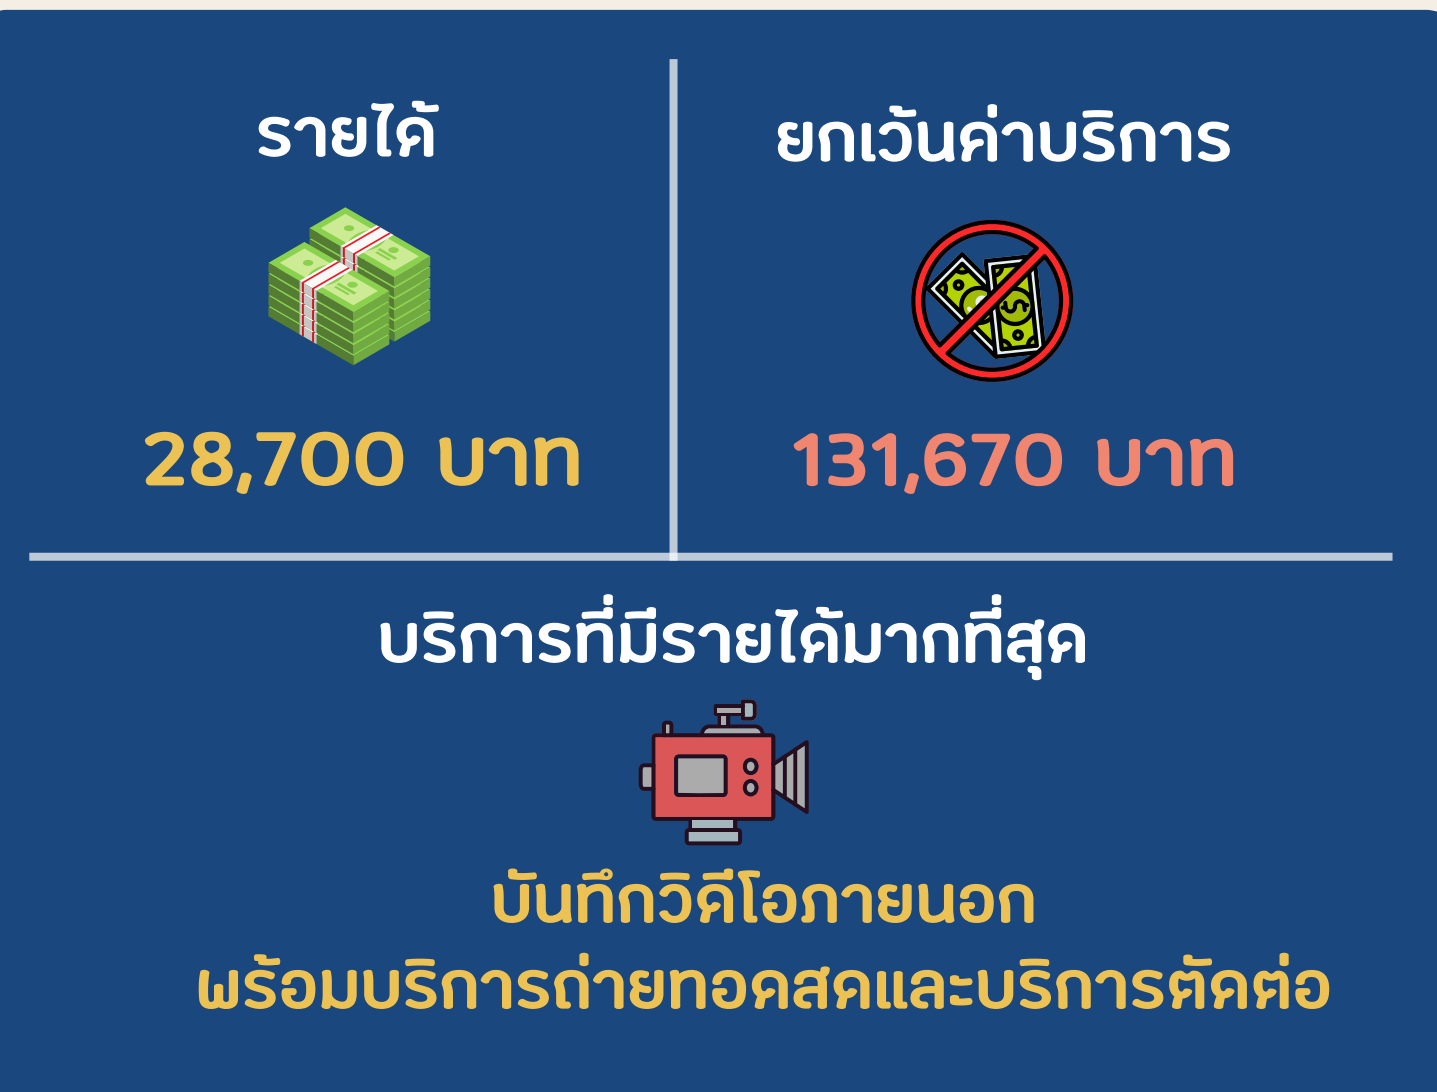 รายได้
ยกเว้นค่าบริการ
28,700 บาท
131,670 บาท
บริการที่มีรายได้มากที่สุด
บันทึกวิดีโอภายนอก
พร้อมบริการถ่ายทอดสดและบริการตัดต่อ